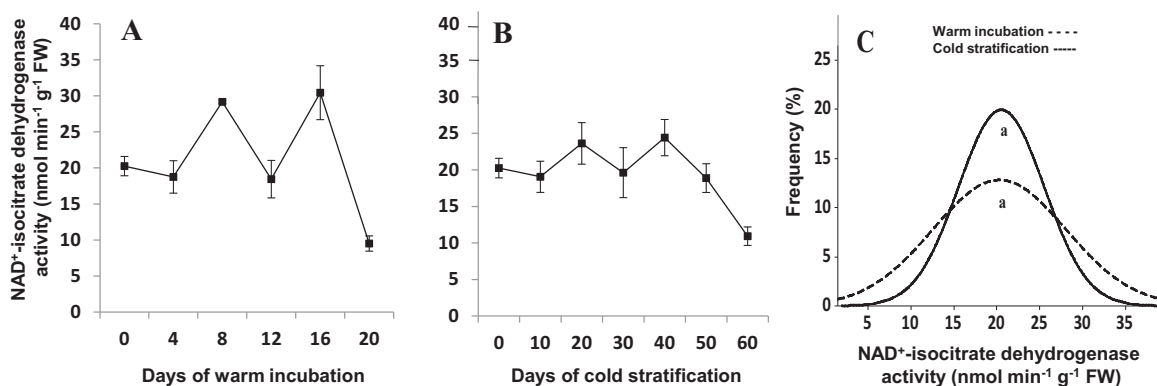 A
NAD⁺-isocitrate dehydrogenase
activity (nmol min⁻¹ g⁻¹ FW)
40
35
30
25
20
15
10
5
0
0 4 8 12 16 20
Days of warm incubation
B
40
35
30
25
20
15
10
5
0
0 10 20 30 40 50 60
Days of cold stratification
C
Warm incubation ----
Cold stratification -----
Frequency (%)
25
20
15
10
5
0
a
a
5 10 15 20 25 30 35
NAD⁺-isocitrate dehydrogenase
activity (nmol min⁻¹ g⁻¹ FW)